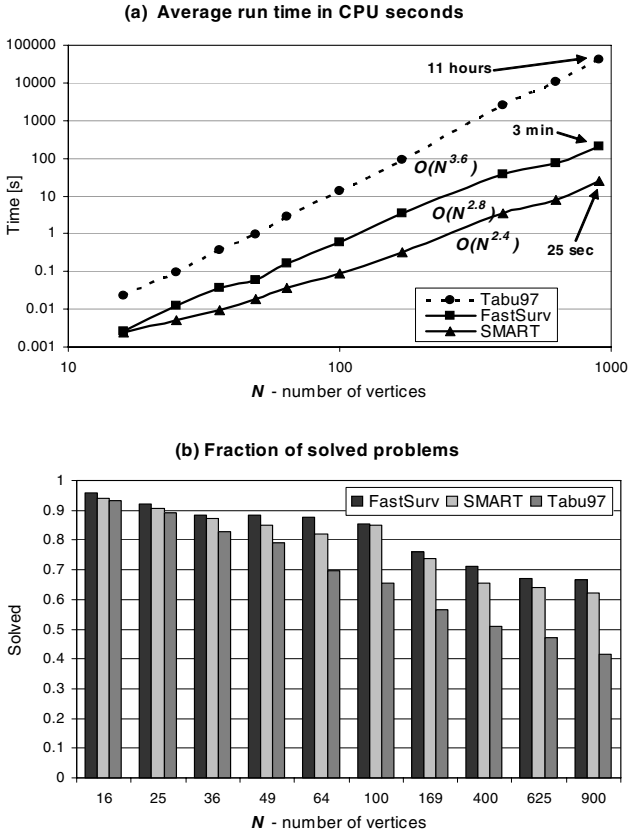 (a) Average run time in CPU seconds
100000
10000
1000
100
10
1
0.1
0.01
0.001
Time [s]
11 hours
3 min
O(N^3.6)
O(N^2.8)
O(N^2.4)
25 sec
Tabu97
FastSurv
SMART
10
100
1000
N - number of vertices
(b) Fraction of solved problems
1
0.9
0.8
0.7
0.6
0.5
0.4
0.3
0.2
0.1
0
Solved
FastSurv SMART Tabu97
16 25 36 49 64 100 169 400 625 900
N - number of vertices